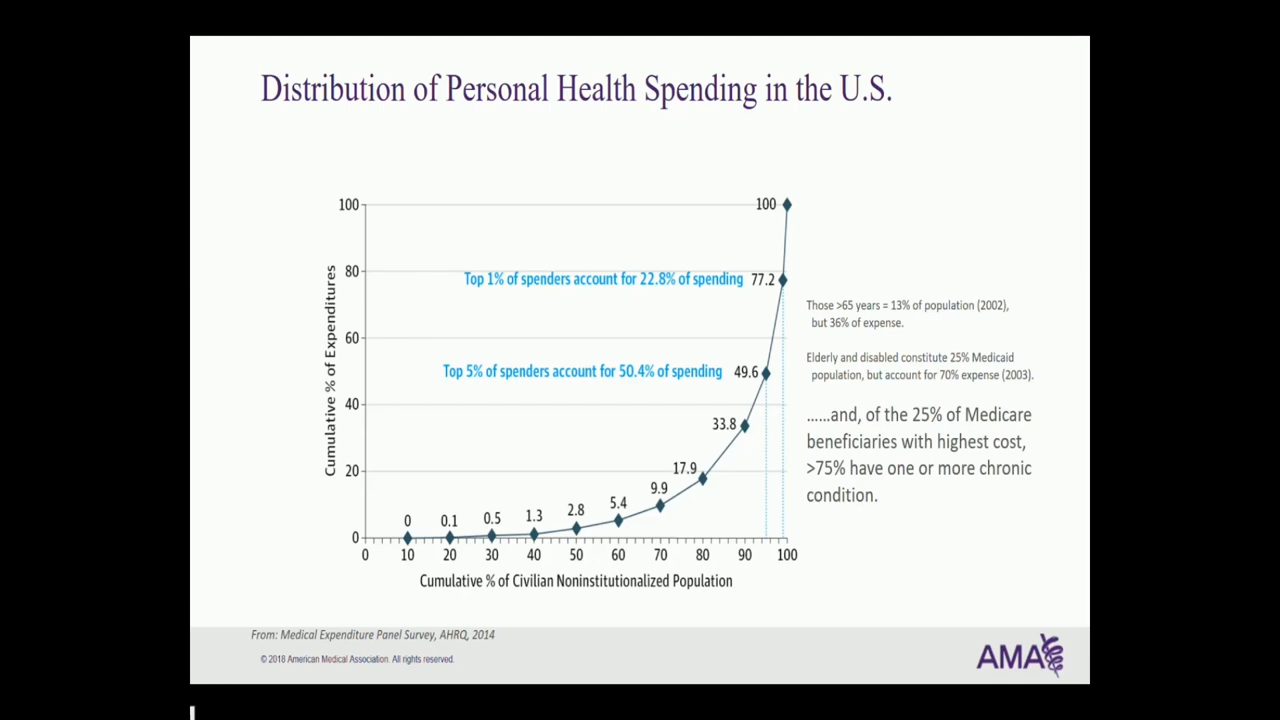 Distribution of Personal Health Spending in the U.S.
100
80
60
40
20
0
Cumulative % of Expenditures
100
Top 1% of spenders account for 22.8% of spending 77.2
Top 5% of spenders account for 50.4% of spending 49.6
33.8
17.9
9.9
5.4
2.8
1.3
0.5
0.1
0
0 10 20 30 40 50 60 70 80 90 100
Cumulative % of Civilian Noninstitutionalized Population
Those >65 years = 13% of population (2002),
but 36% of expense.
Elderly and disabled constitute 25% Medicaid
population, but account for 70% expense (2003).
......and, of the 25% of Medicare
beneficiaries with highest cost,
>75% have one or more chronic
condition.
From: Medical Expenditure Panel Survey, AHRQ, 2014
© 2018 American Medical Association. All rights reserved.
AMA